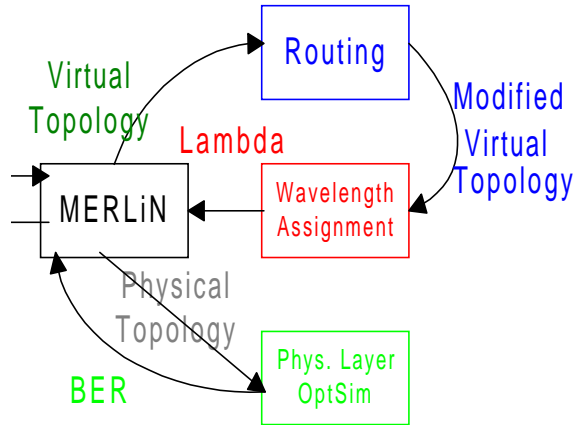 Routing
Virtual
Topology
Modified
Virtual
Topology
Lambda
MERLiN
Wavelength
Assignment
Physical
Topology
BER
Phys. Layer
OptSim